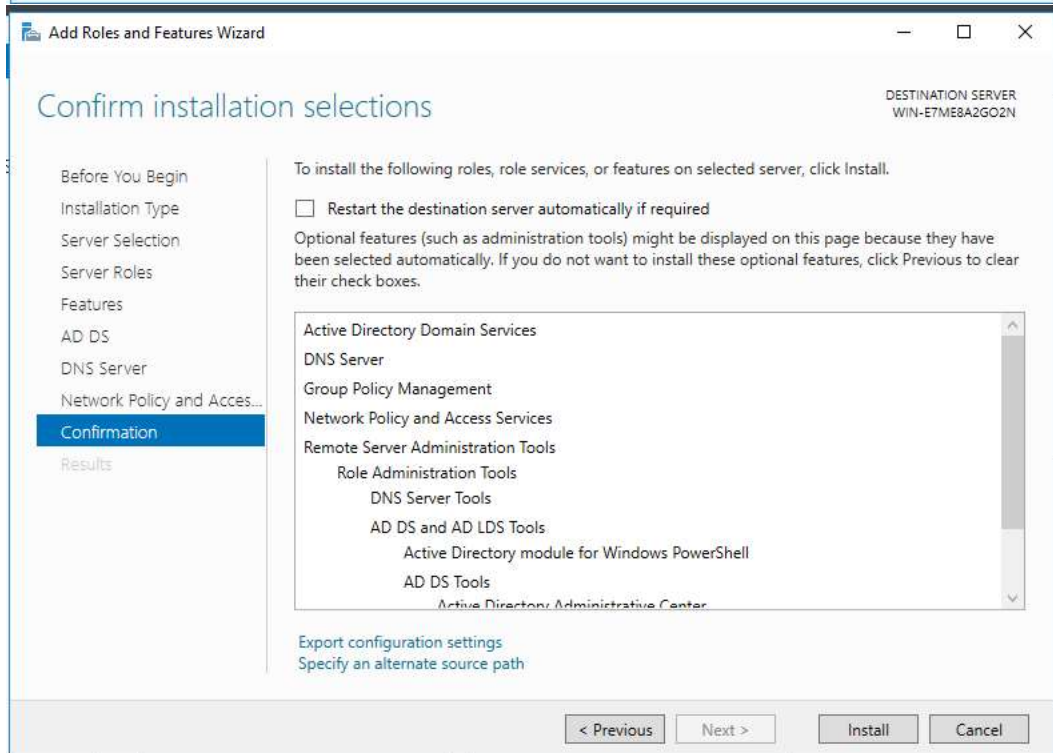 Add Roles and Features Wizard
Confirm installation selections
DESTINATION SERVER
WIN-E7ME8A2GO2N
Before You Begin
Installation Type
Server Selection
Server Roles
Features
AD DS
DNS Server
Network Policy and Acces...
Confirmation
Results
To install the following roles, role services, or features on selected server, click Install.
Restart the destination server automatically if required
Optional features (such as administration tools) might be displayed on this page because they have
been selected automatically. If you do not want to install these optional features, click Previous to clear
their check boxes.
Active Directory Domain Services
DNS Server
Group Policy Management
Network Policy and Access Services
Remote Server Administration Tools
Role Administration Tools
DNS Server Tools
AD DS and AD LDS Tools
Active Directory module for Windows PowerShell
AD DS Tools
Active Directory Administrative Center
Export configuration settings
Specify an alternate source path
< Previous
Next >
Install
Cancel